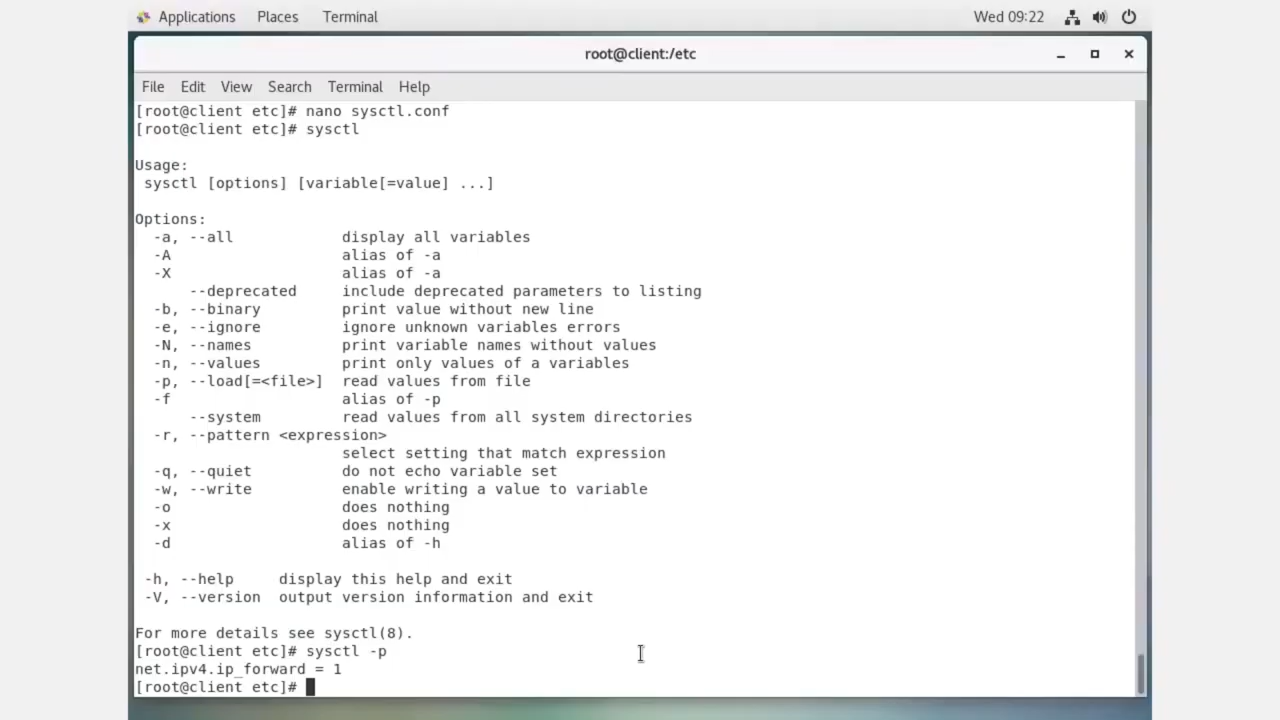 Applications Places Terminal Wed 09:22
root@client:/etc
File Edit View Search Terminal Help
[root@client etc]# nano sysctl.conf
[root@client etc]# sysctl
Usage:
 sysctl [options] [variable[=value] ...]
Options:
  -a, --all            display all variables
  -A                   alias of -a
  -X                   alias of -a
      --deprecated     include deprecated parameters to listing
  -b, --binary         print value without new line
  -e, --ignore         ignore unknown variables errors
  -N, --names          print variable names without values
  -n, --values         print only values of a variables
  -p, --load[=<file>]  read values from file
  -f                   alias of -p
      --system         read values from all system directories
  -r, --pattern <expression>
                       select setting that match expression
  -q, --quiet          do not echo variable set
  -w, --write          enable writing a value to variable
  -o                   does nothing
  -x                   does nothing
  -d                   alias of -h
 -h, --help     display this help and exit
 -V, --version  output version information and exit
For more details see sysctl(8).
[root@client etc]# sysctl -p
net.ipv4.ip_forward = 1
[root@client etc]#